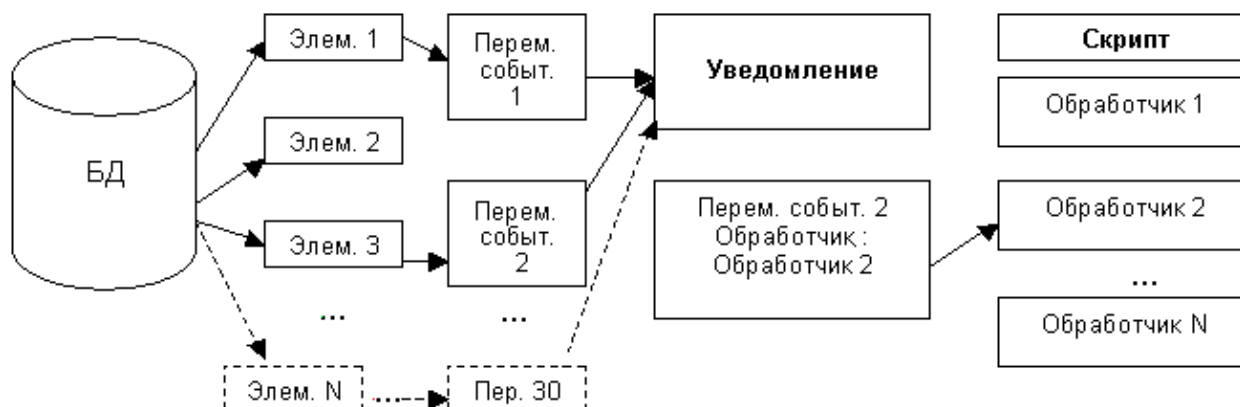 БД
Элем. 1
Элем. 2
Элем. 3
...
Элем. N
...
Перем.
событ.
1
Перем.
событ.
2
...
Пер. 30
Уведомление
Перем. событ. 2
Обработчик :
Обработчик 2
Скрипт
Обработчик 1
Обработчик 2
...
Обработчик N